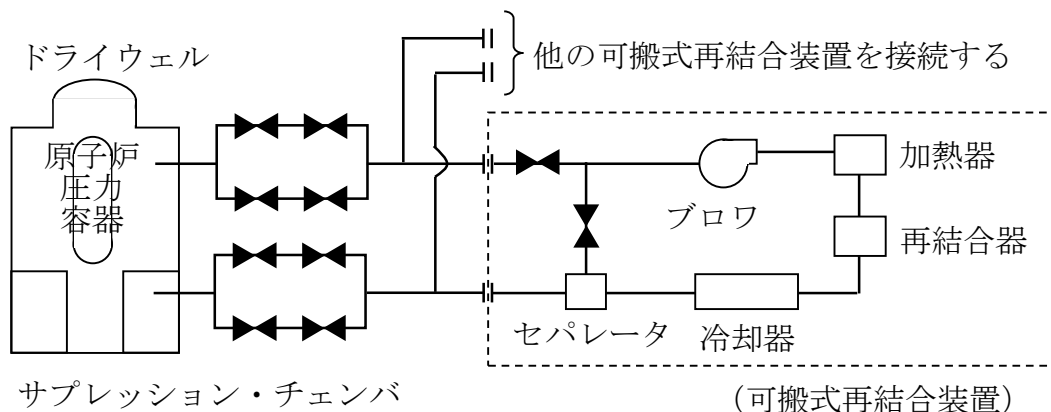 ドライウェル
他の可搬式再結合装置を接続する
原子炉
圧力
容器
加熱器
ブロワ
再結合器
セパレータ
冷却器
サプレッション・チェンバ
（可搬式再結合装置）